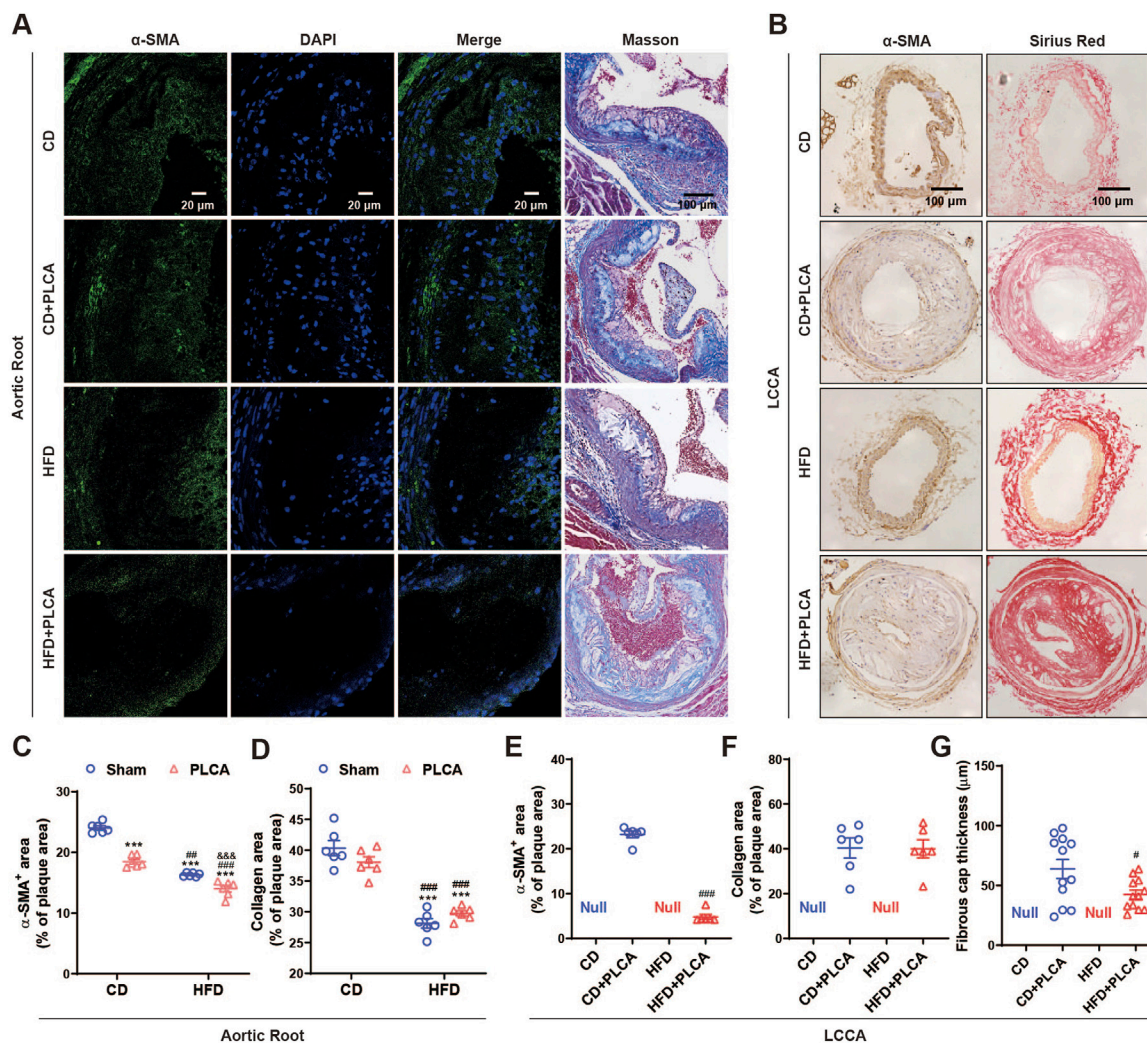 A
α-SMA DAPI Merge Masson
Aortic Root
CD
20 µm 20 µm 20 µm 100 µm
CD+PLCA
HFD
HFD+PLCA
B
α-SMA Sirius Red
LCCA
CD
100 µm 100 µm
CD+PLCA
HFD
HFD+PLCA
C
Sham PLCA
α-SMA⁺ area
(% of plaque area)
30
20
10
0
***
##
***
&&&
###
***
CD HFD
D
Sham PLCA
Collagen area
(% of plaque area)
45
40
35
30
25
20
###
***
###
***
CD HFD
Aortic Root
E
α-SMA⁺ area
(% of plaque area)
40
30
20
10
0
Null Null
###
CD CD+PLCA HFD HFD+PLCA
F
Collagen area
(% of plaque area)
80
60
40
20
0
Null Null
CD CD+PLCA HFD HFD+PLCA
G
Fibrous cap thickness (µm)
150
100
50
0
Null Null
#
CD CD+PLCA HFD HFD+PLCA
LCCA